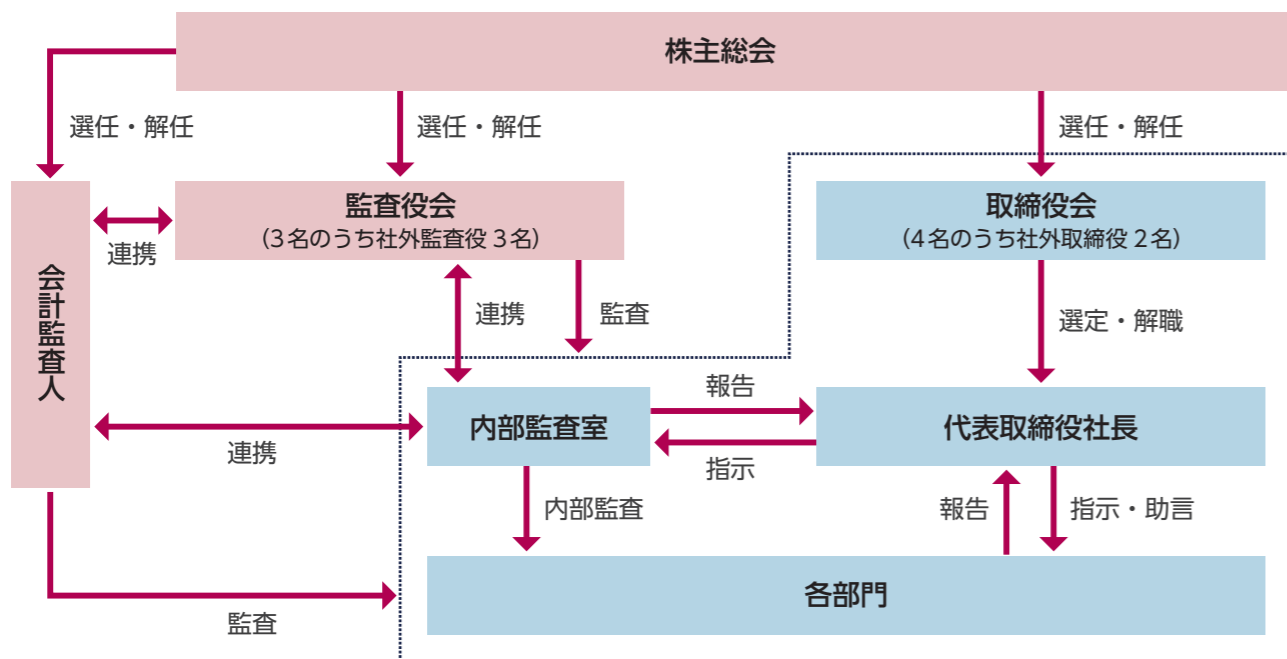 株主総会
選任・解任
選任・解任
選任・解任
監査役会
(3名のうち社外監査役3名)
取締役会
(4名のうち社外取締役2名)
連携
会計監査人
連携
監査
選定・解職
内部監査室
報告
指示
代表取締役社長
連携
内部監査
報告
指示・助言
各部門
監査